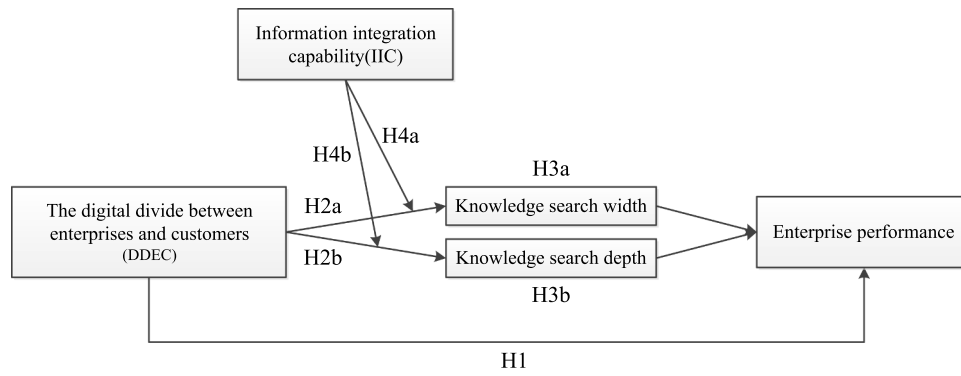 Information integration
capability(IIC)
H4a
H4b
H3a
The digital divide between
enterprises and customers
(DDEC)
H2a
Knowledge search width
Enterprise performance
H2b
Knowledge search depth
H3b
H1